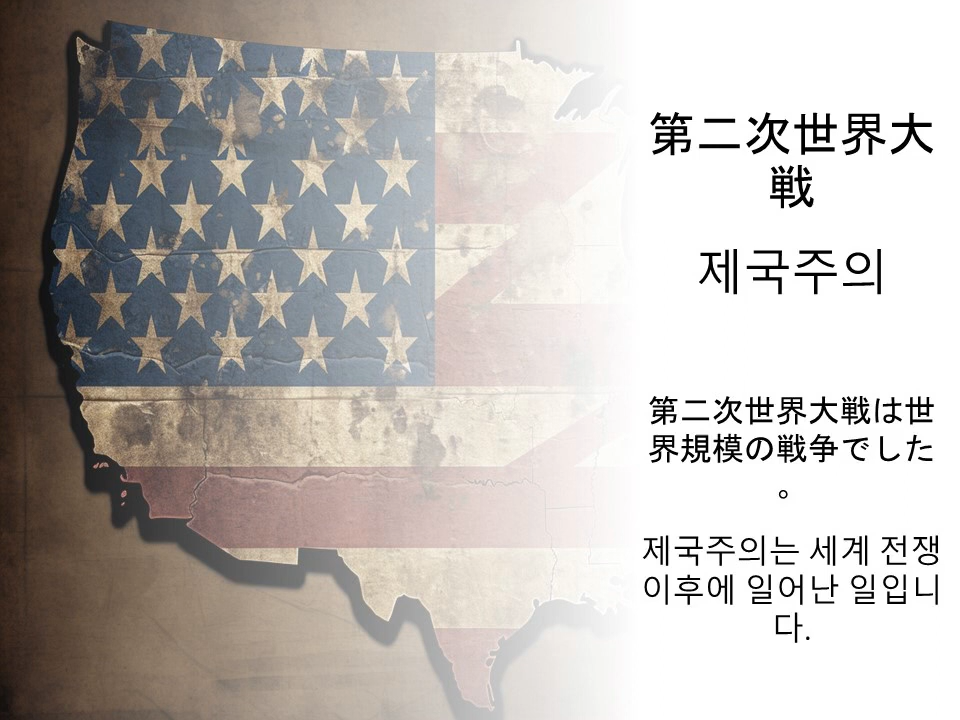 第二次世界大
戦
제국주의
第二次世界大戦は世
界規模の戦争でした
。
제국주의는 세계 전쟁
이후에 일어난 일입니
다.